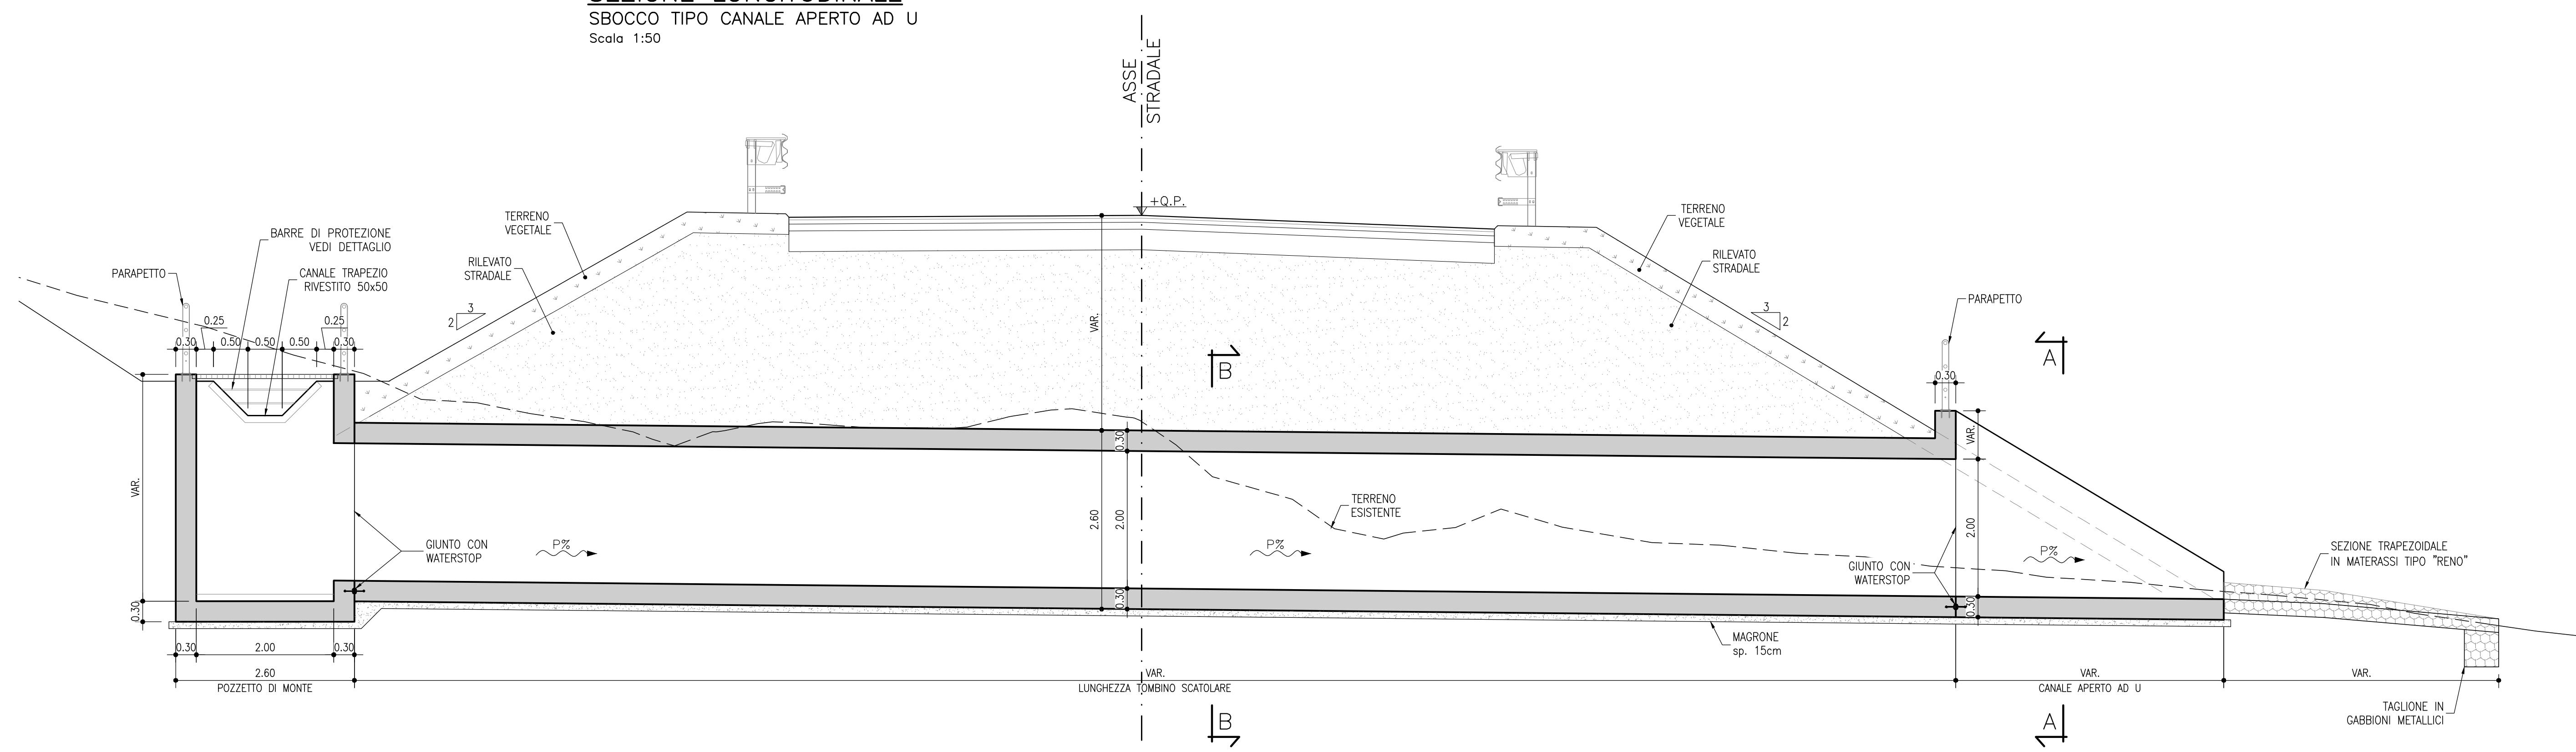 SEZIONE LONGITUDINALE
SBOCCO TIPO CANALE APERTO AD U
Scala 1:50
ASSE
STRADALE
+Q.P.
TERRENO
VEGETALE
RILEVATO
STRADALE
BARRE DI PROTEZIONE
VEDI DETTAGLIO
CANALE TRAPEZIO
RIVESTITO 50x50
PARAPETTO
0.25
0.25
0.30
0.50
0.50
0.50
0.30
3
2
VAR.
B
TERRENO
VEGETALE
RILEVATO
STRADALE
3
2
A
PARAPETTO
0.30
VAR.
0.30
VAR.
2.60
2.00
0.30
TERRENO
ESISTENTE
2.00
0.30
GIUNTO CON
WATERSTOP
P%
P%
P%
GIUNTO CON
WATERSTOP
SEZIONE TRAPEZOIDALE
IN MATERASSI TIPO "RENO"
0.30
MAGRONE
sp. 15cm
0.30
2.00
0.30
2.60
POZZETTO DI MONTE
VAR.
LUNGHEZZA TOMBINO SCATOLARE
VAR.
CANALE APERTO AD U
VAR.
TAGLIONE IN
GABBIONI METALLICI
B
A